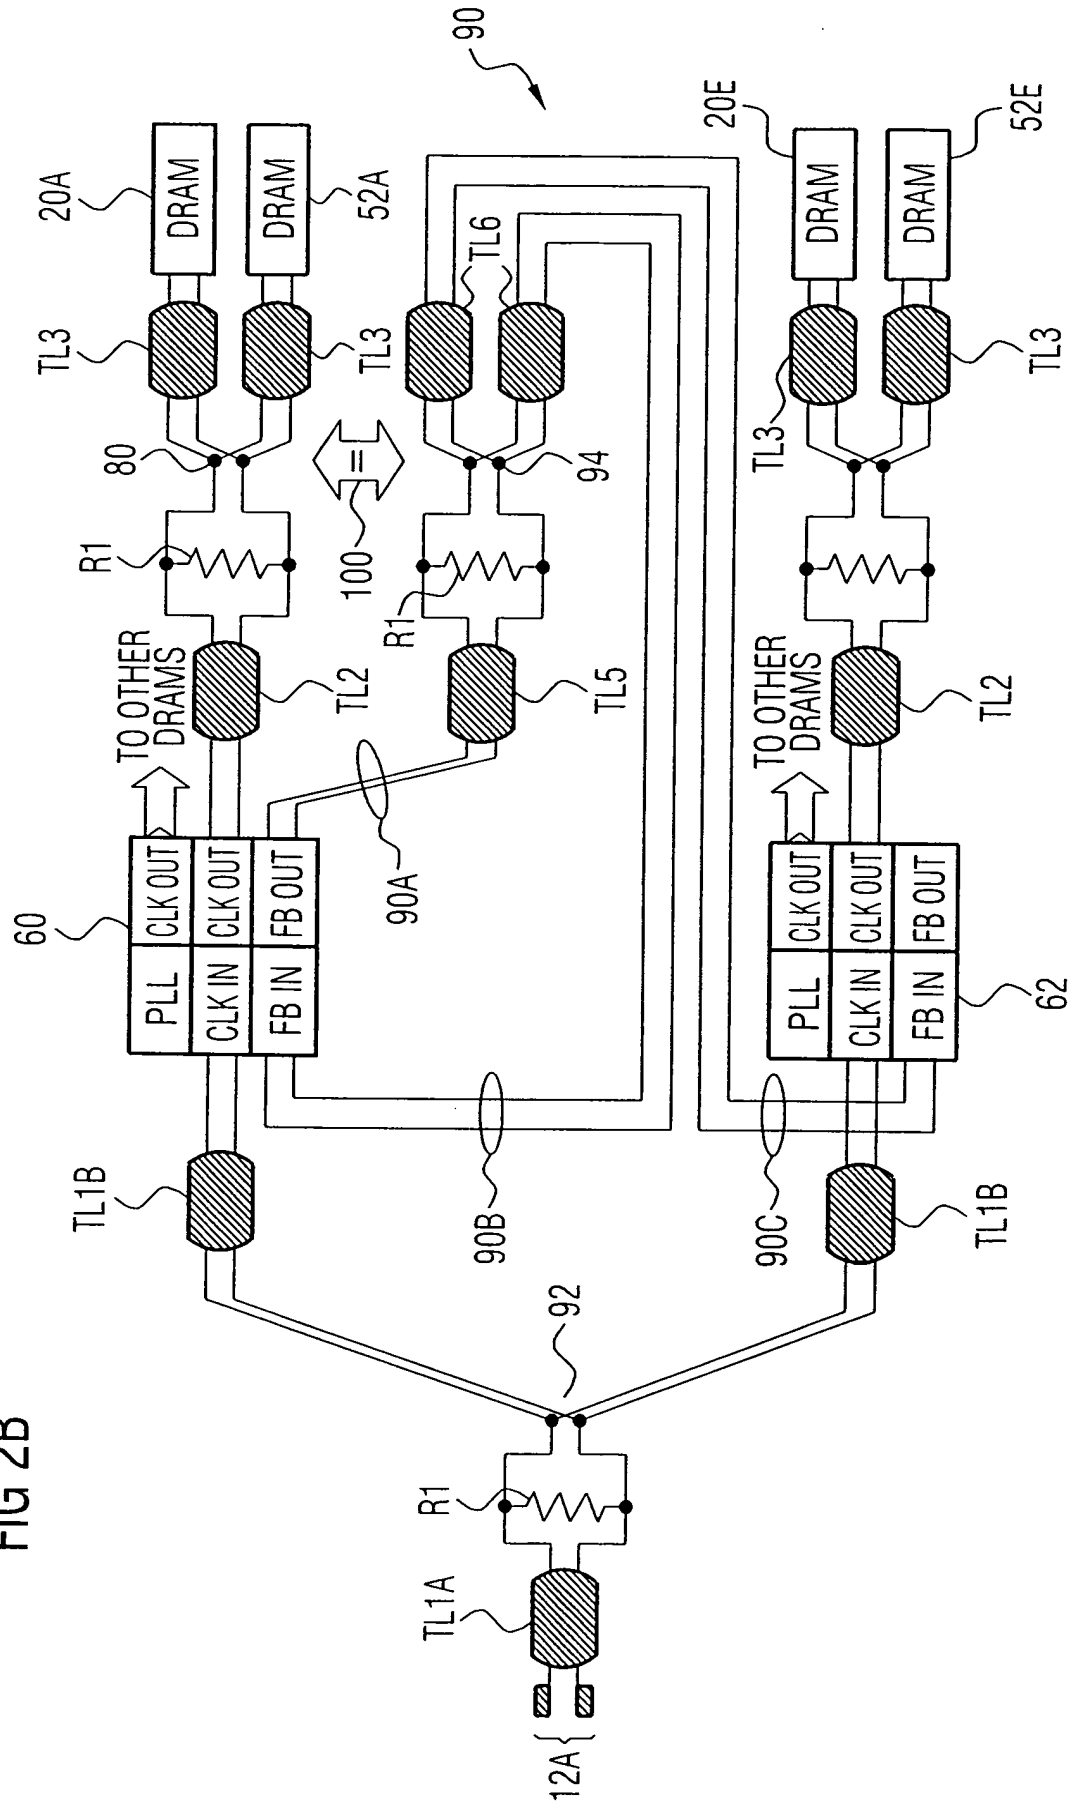 FIG 2B
12A
TL1A
R1
92
TL1B
60
PLL
CLK OUT
CLK IN
CLK OUT
FB IN
FB OUT
TO OTHER
DRAMS
TL2
R1
80
TL3
TL3
20A
DRAM
DRAM
52A
90A
90B
TL5
R1
100
=
94
TL6
90
90C
TL1B
PLL
CLK OUT
CLK IN
CLK OUT
FB IN
FB OUT
62
TO OTHER
DRAMS
TL2
TL3
TL3
20E
DRAM
DRAM
52E